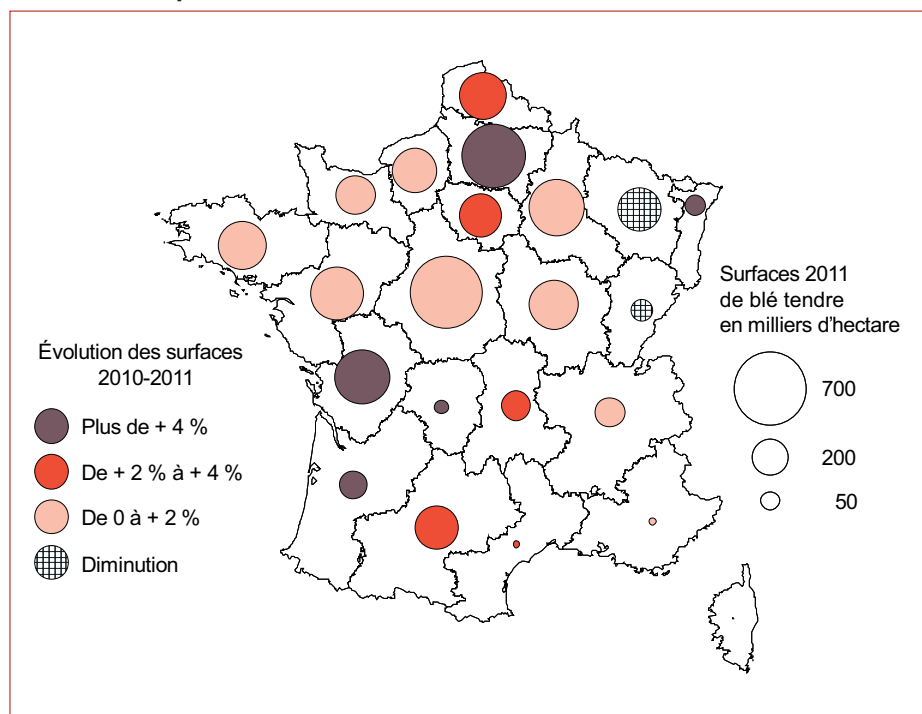 Évolution des surfaces
2010-2011
Plus de + 4 %
De + 2 % à + 4 %
De 0 à + 2 %
Diminution
Surfaces 2011
de blé tendre
en milliers d’hectare
700
200
50